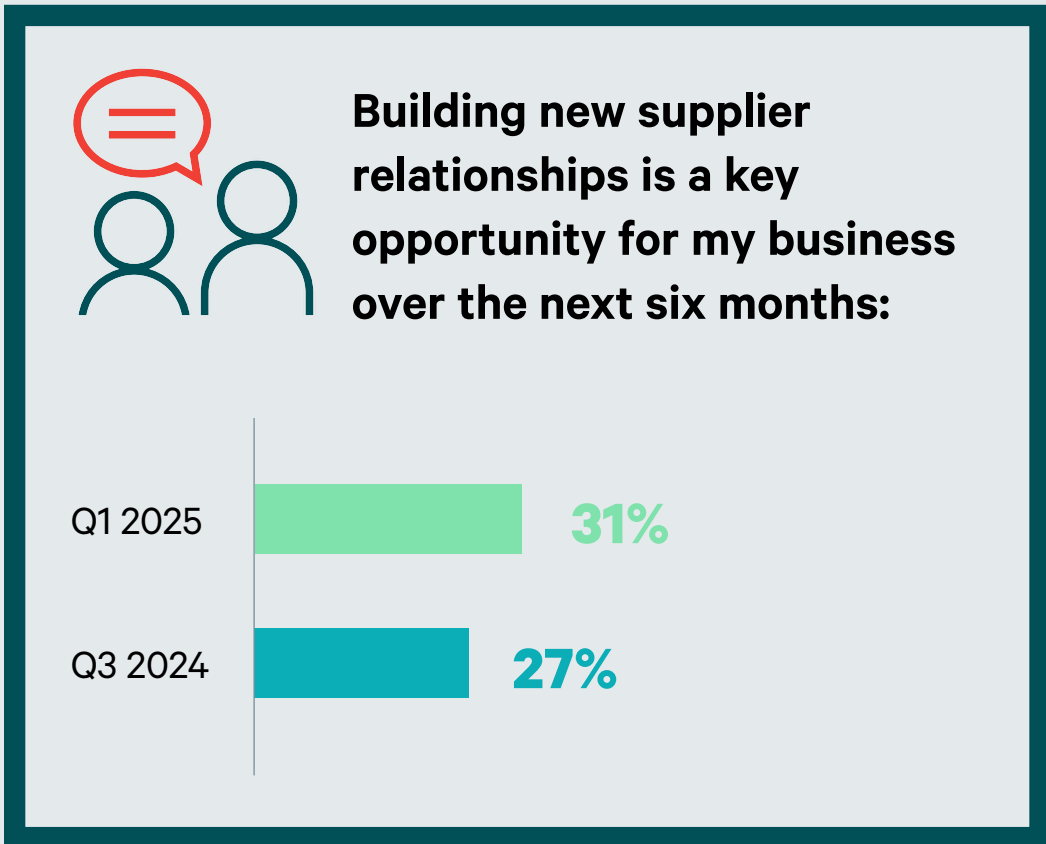 Building new supplier
relationships is a key
opportunity for my business
over the next six months:
Q1 2025 31%
Q3 2024 27%